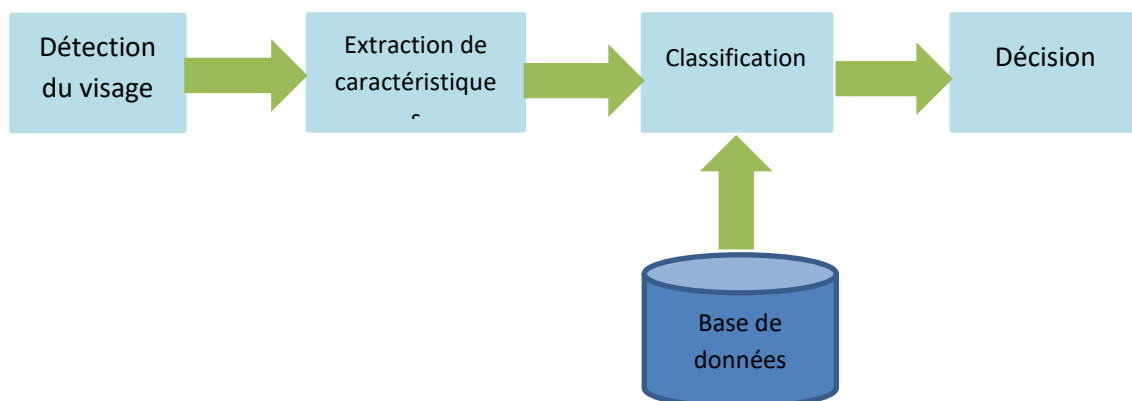 Détection
du visage
Extraction de
caractéristique
s
Classification
Décision
Base de
données